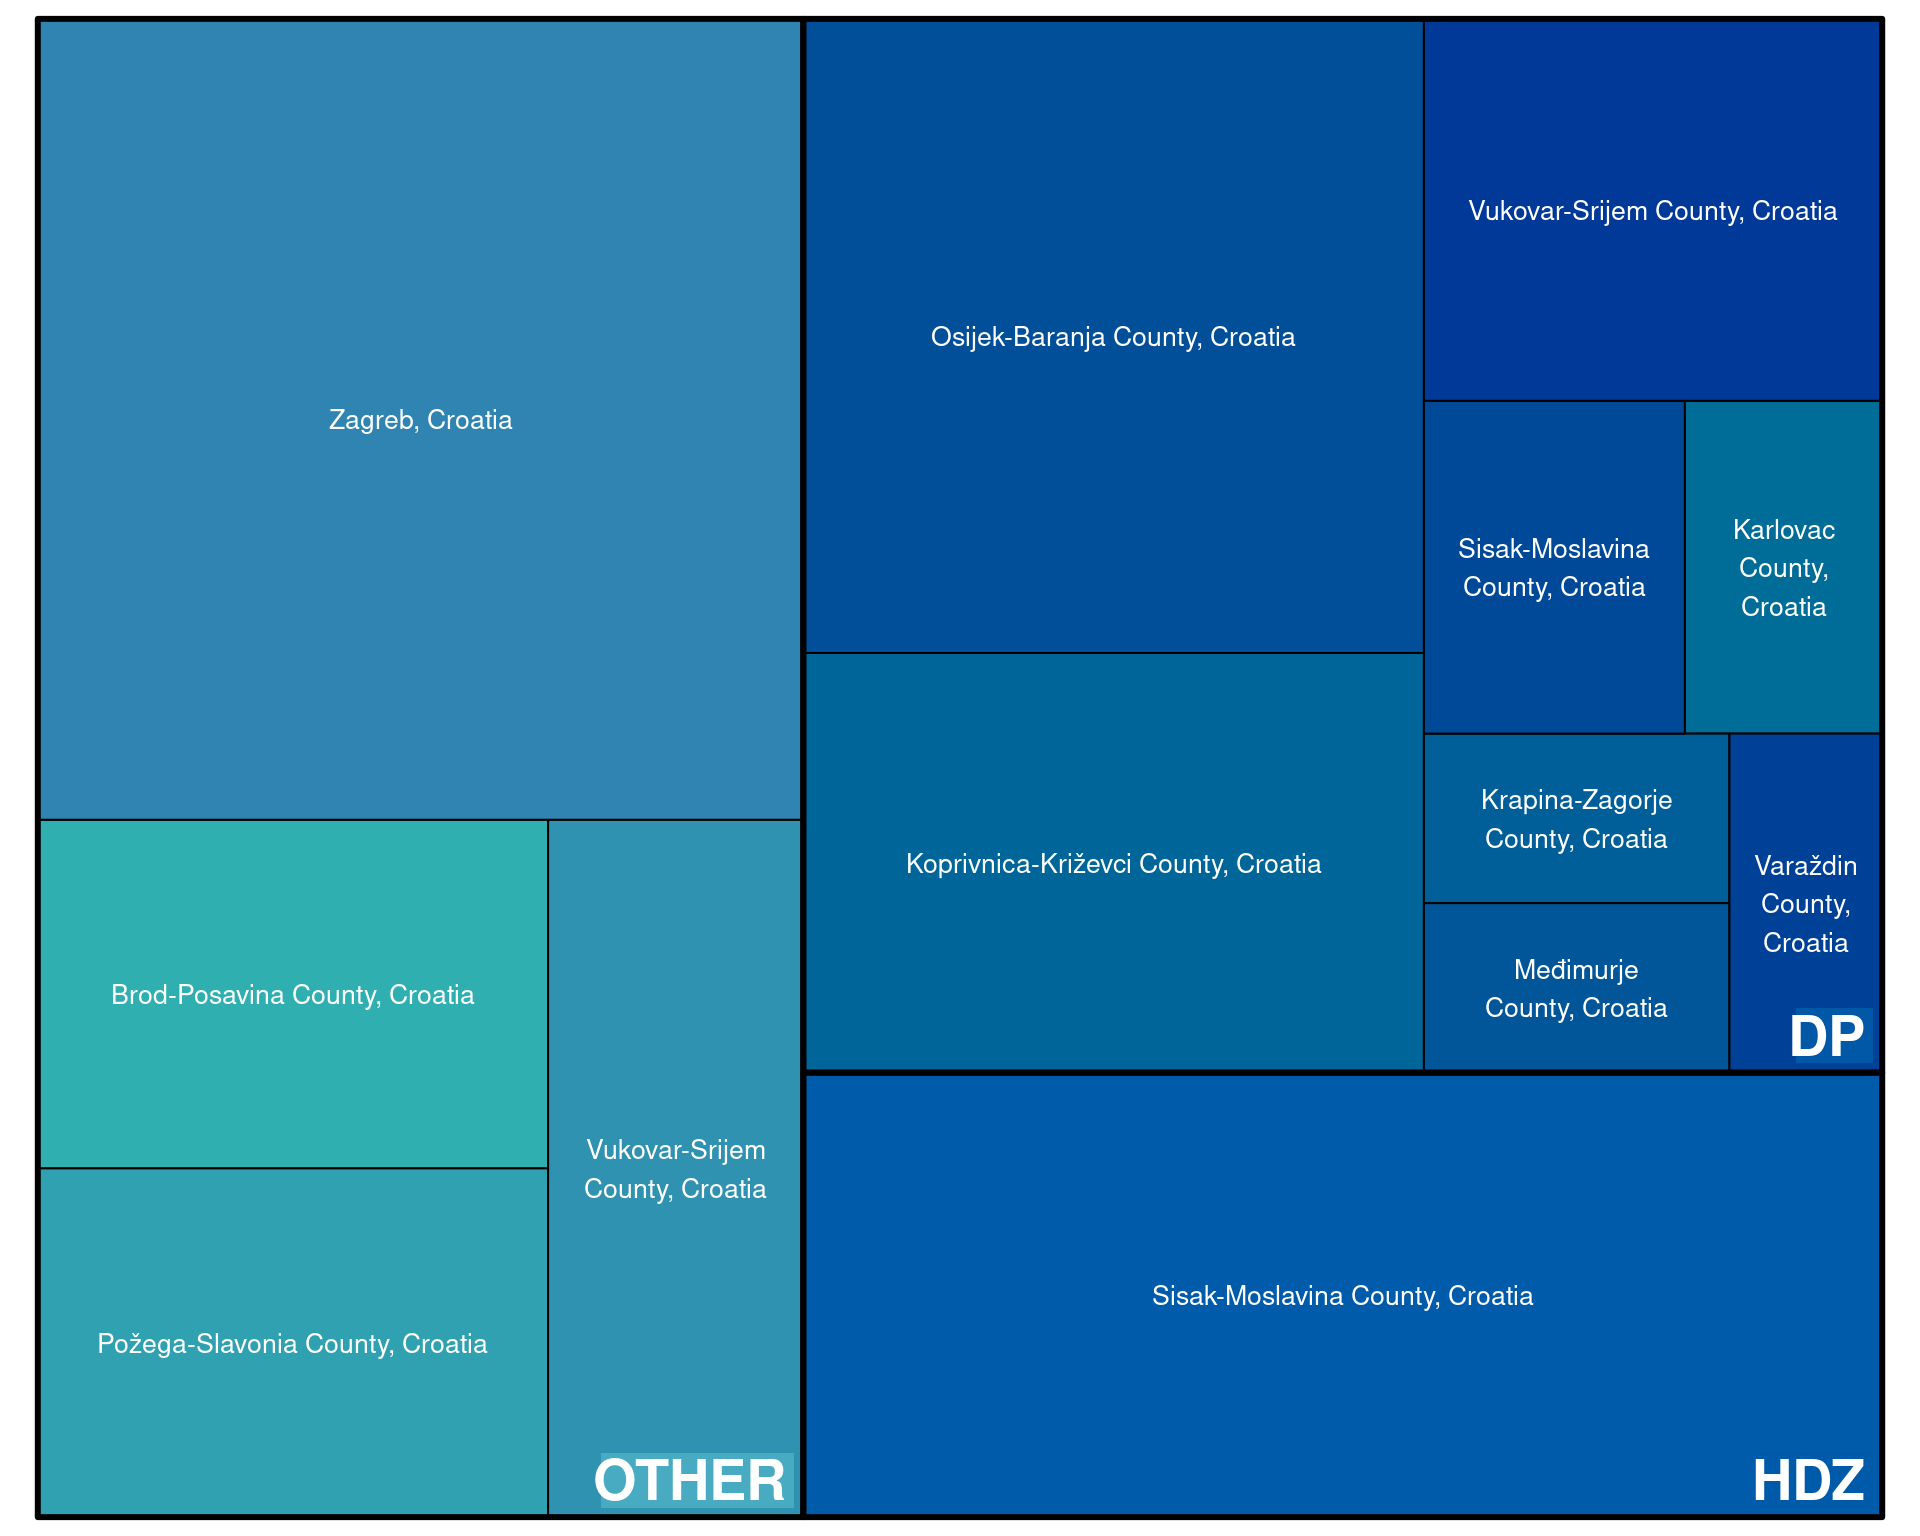 Zagreb, Croatia
Brod-Posavina County, Croatia
Požega-Slavonia County, Croatia
Vukovar-Srijem
County, Croatia
OTHER
Osijek-Baranja County, Croatia
Koprivnica-Križevci County, Croatia
Vukovar-Srijem County, Croatia
Sisak-Moslavina
County, Croatia
Karlovac
County,
Croatia
Krapina-Zagorje
County, Croatia
Međimurje
County, Croatia
Varaždin
County,
Croatia
DP
Sisak-Moslavina County, Croatia
HDZ